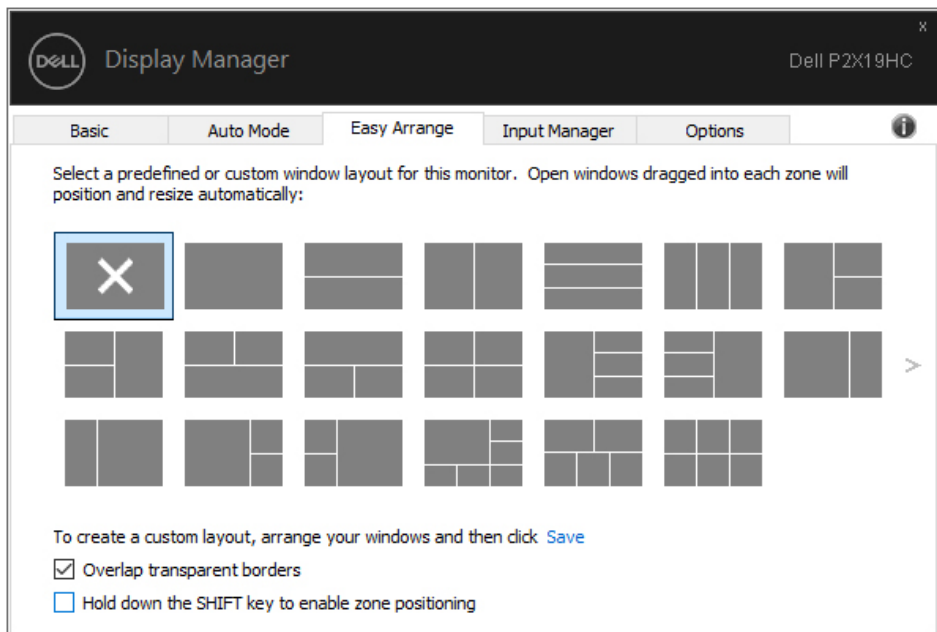 x
DELL Display Manager Dell P2X19HC
Basic Auto Mode Easy Arrange Input Manager Options
Select a predefined or custom window layout for this monitor. Open windows dragged into each zone will
position and resize automatically:
>
To create a custom layout, arrange your windows and then click Save
Overlap transparent borders
Hold down the SHIFT key to enable zone positioning